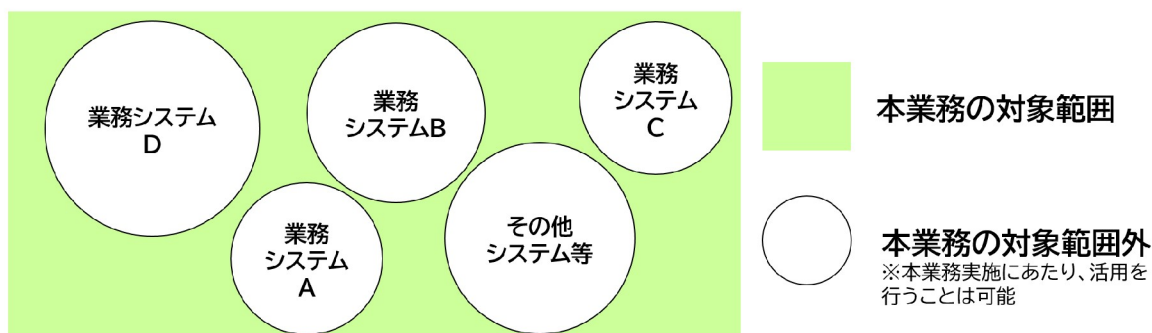 業務システム
D
業務
システムB
業務
システム
C
業務
システム
A
その他
システム等
本業務の対象範囲
本業務の対象範囲外
※本業務実施にあたり、活用を
行うことは可能